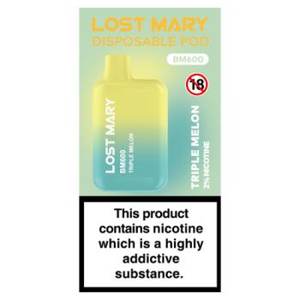 LOST MARY
DISPOSABLE POD
BM600
18
LOST MARY
BM600
TRIPLE MELON
TRIPLE MELON
2% NICOTINE
This product
contains nicotine
which is a highly
addictive
substance.